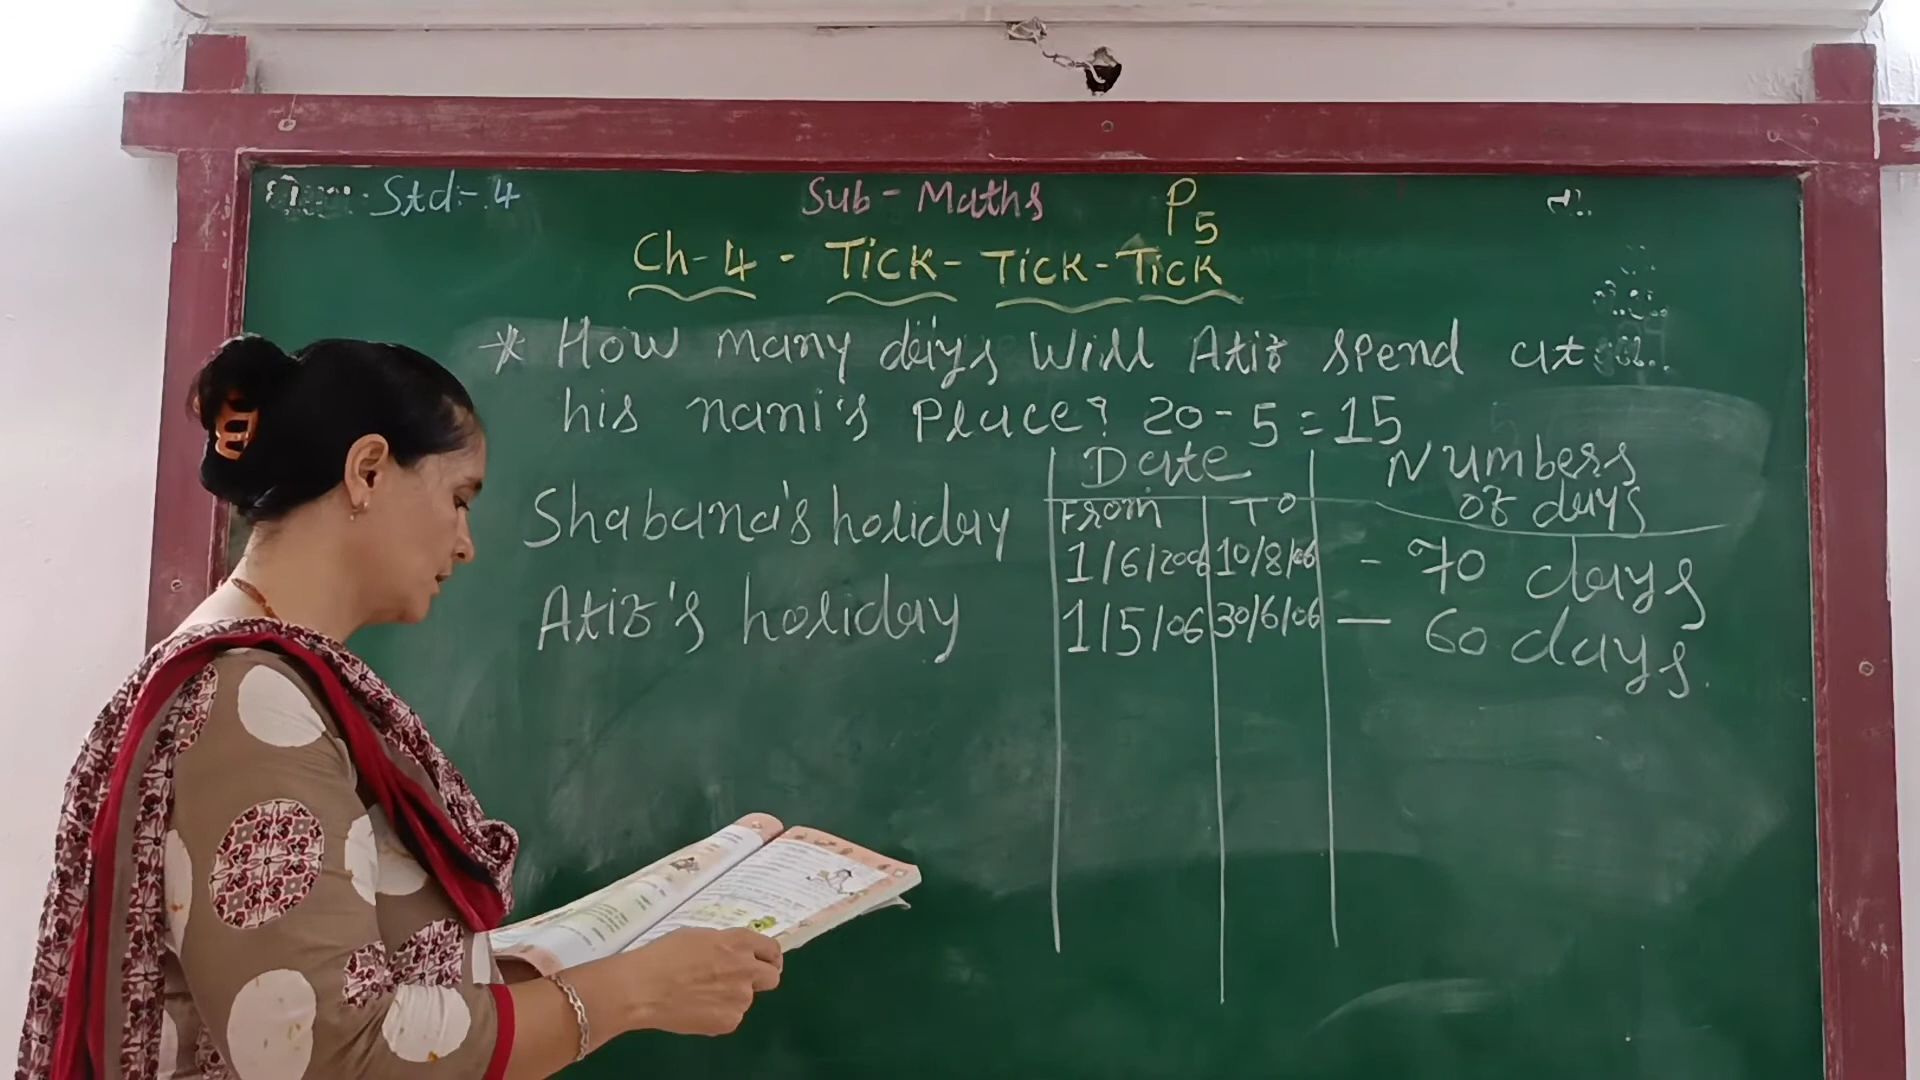 Std:- 4
Sub - Maths
P5
Ch-4 - Tick - Tick - Tick
* How many days will Atiz spend at
his nani's place? 20 - 5 = 15
Date Numbers of days
From To
Shabana's holiday 1/6/2006 10/8/06 - 70 days
Atiz's holiday 1/5/06 30/6/06 — 60 days.